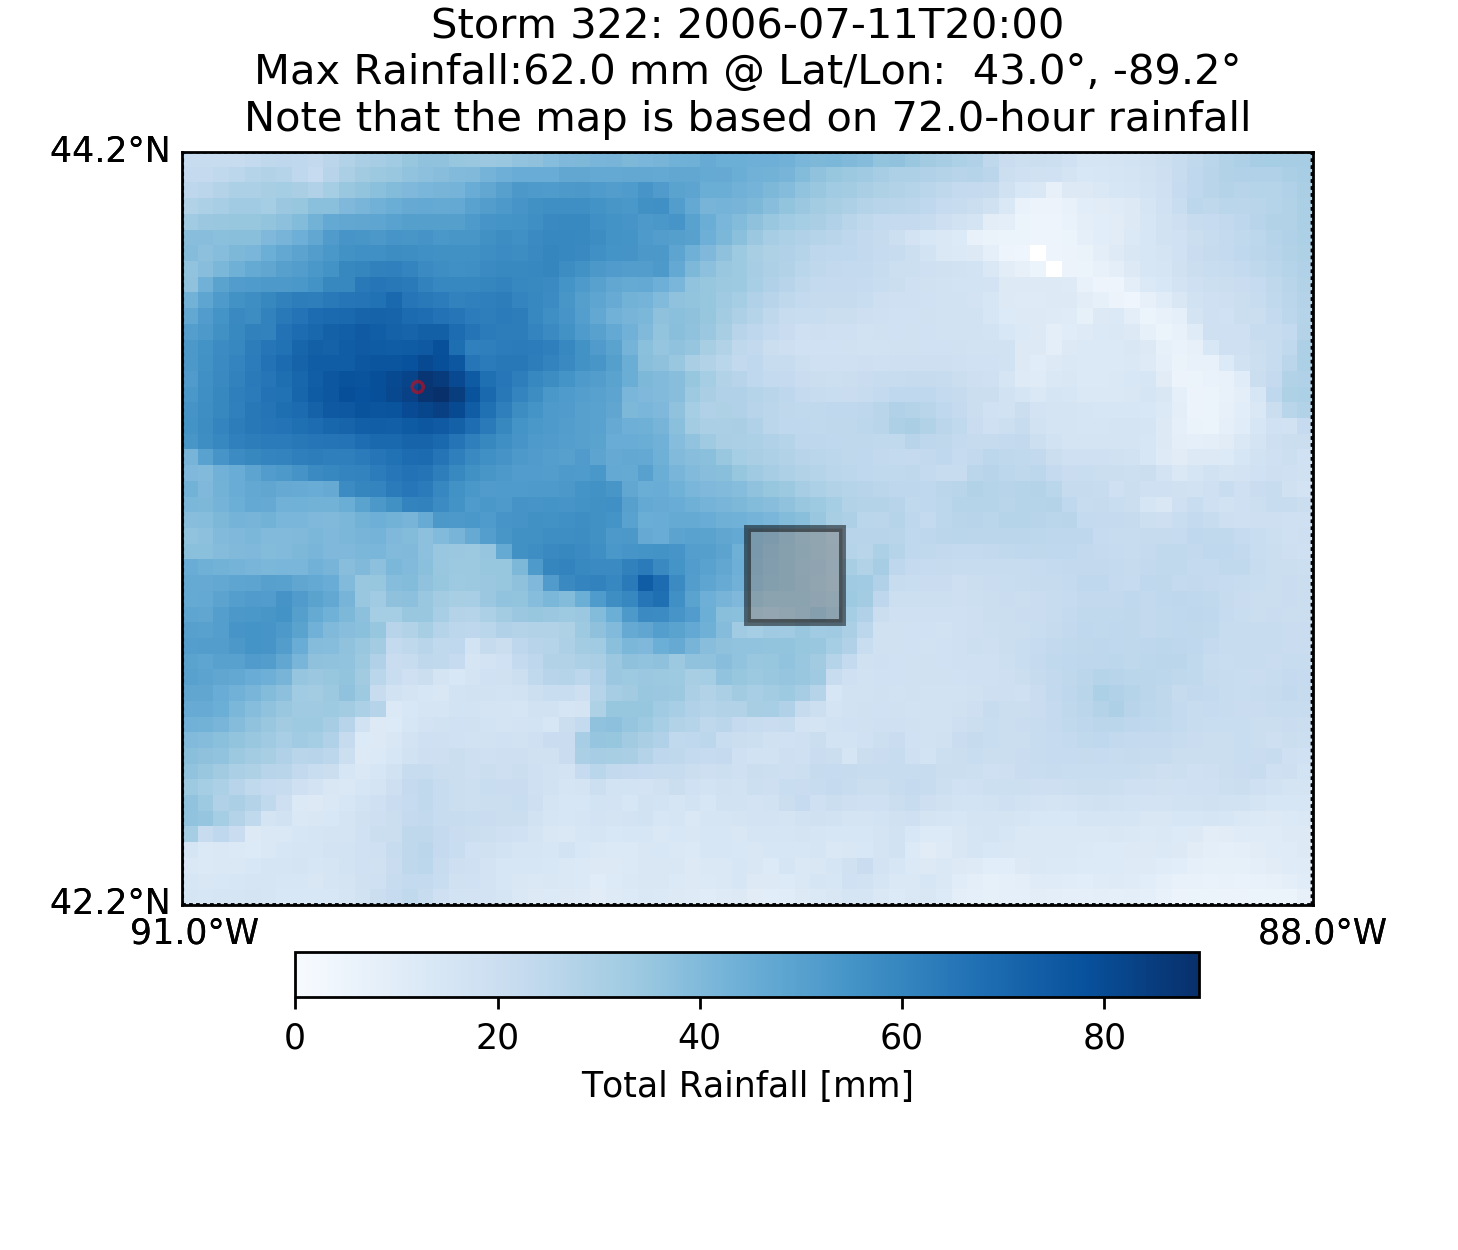 Storm 322: 2006-07-11T20:00
Max Rainfall:62.0 mm @ Lat/Lon:  43.0°, -89.2°
Note that the map is based on 72.0-hour rainfall
44.2°N
42.2°N
91.0°W 88.0°W
0 20 40 60 80
Total Rainfall [mm]